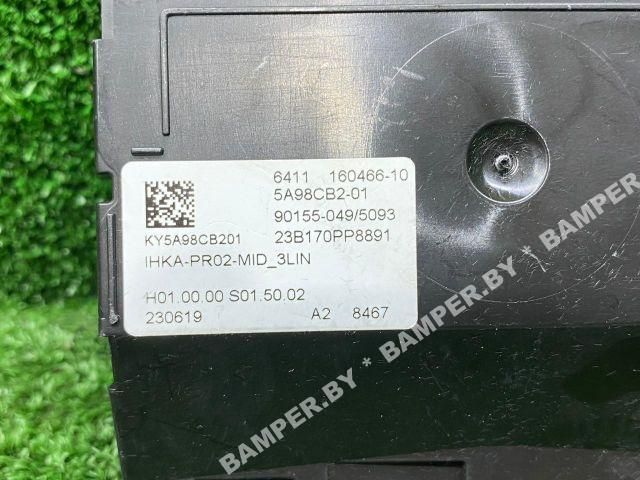 6411 160466-10
5A98CB2-01
90155-049/5093
KY5A98CB201 23B170PP8891
IHKA-PR02-MID_3LIN
H01.00.00 S01.50.02
230619 A2 8467
BAMPER.BY * BAMPER.BY * BAMPER.BY